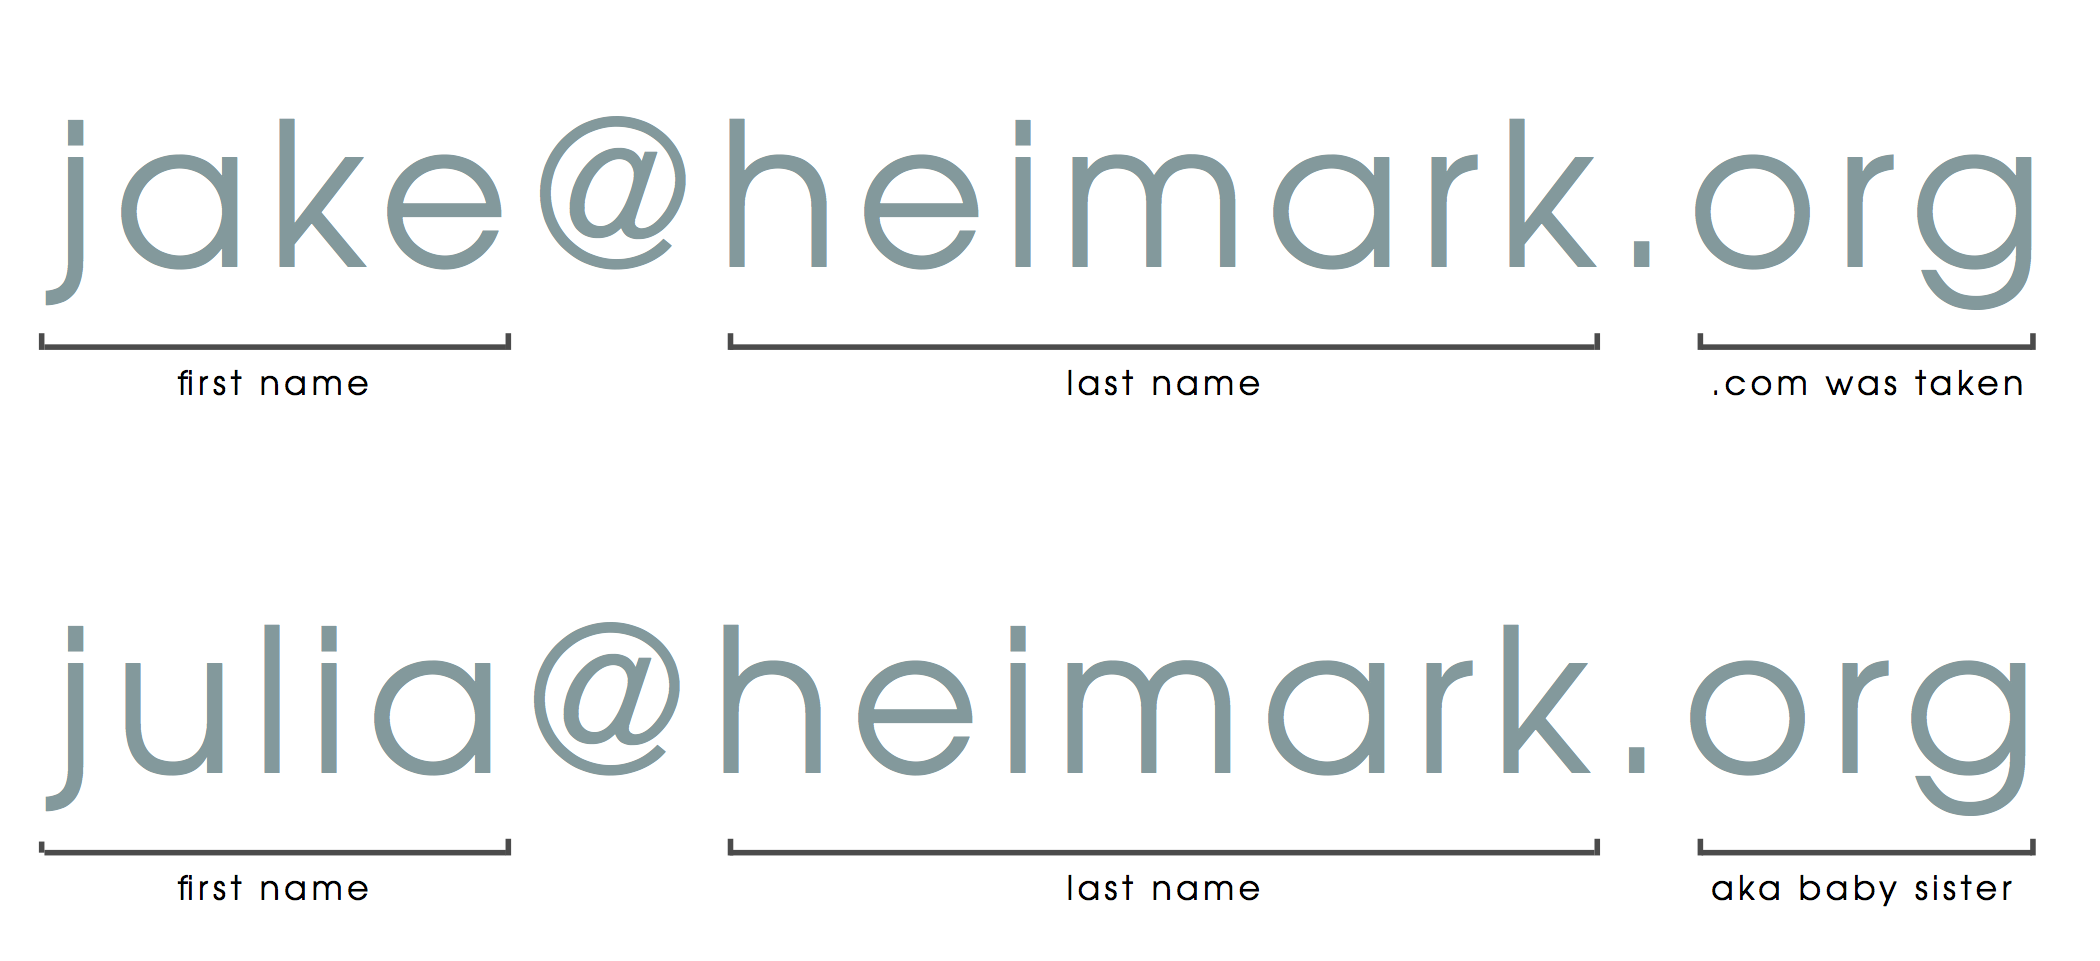 jake@heimark.org
first name last name .com was taken
julia@heimark.org
first name last name aka baby sister